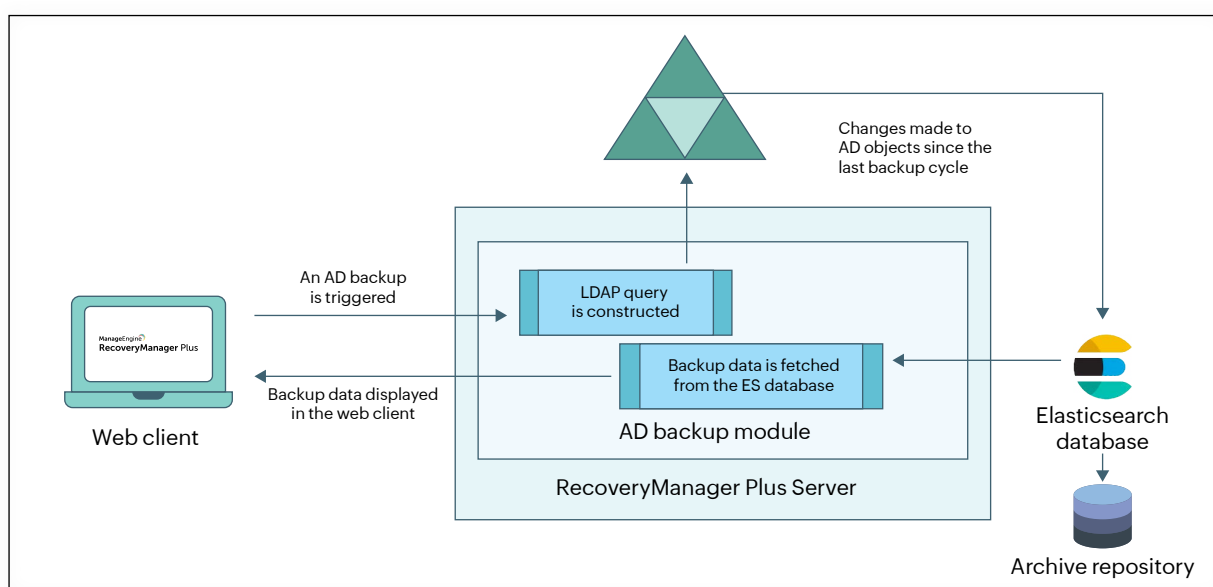 Changes made to
AD objects since the
last backup cycle
An AD backup
is triggered
LDAP query
is constructed
ManageEngine
RecoveryManager Plus
Backup data is fetched
from the ES database
Backup data displayed
in the web client
Web client
AD backup module
Elasticsearch
database
RecoveryManager Plus Server
Archive repository